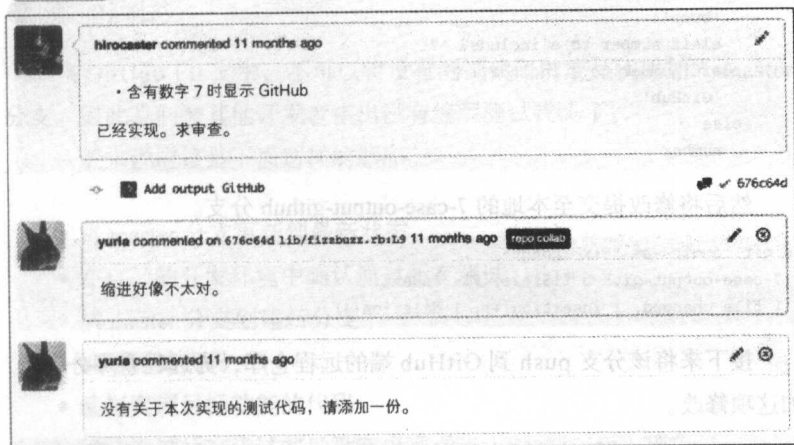 hirocaster commented 11 months ago
・含有数字 7 时显示 GitHub
已经实现。求审查。
Add output GitHub 676c64d
yuria commented on 676c64d lib/fizzbuzz.rb:L9 11 months ago repo collab
缩进好像不太对。
yuria commented 11 months ago
没有关于本次实现的测试代码，请添加一份。